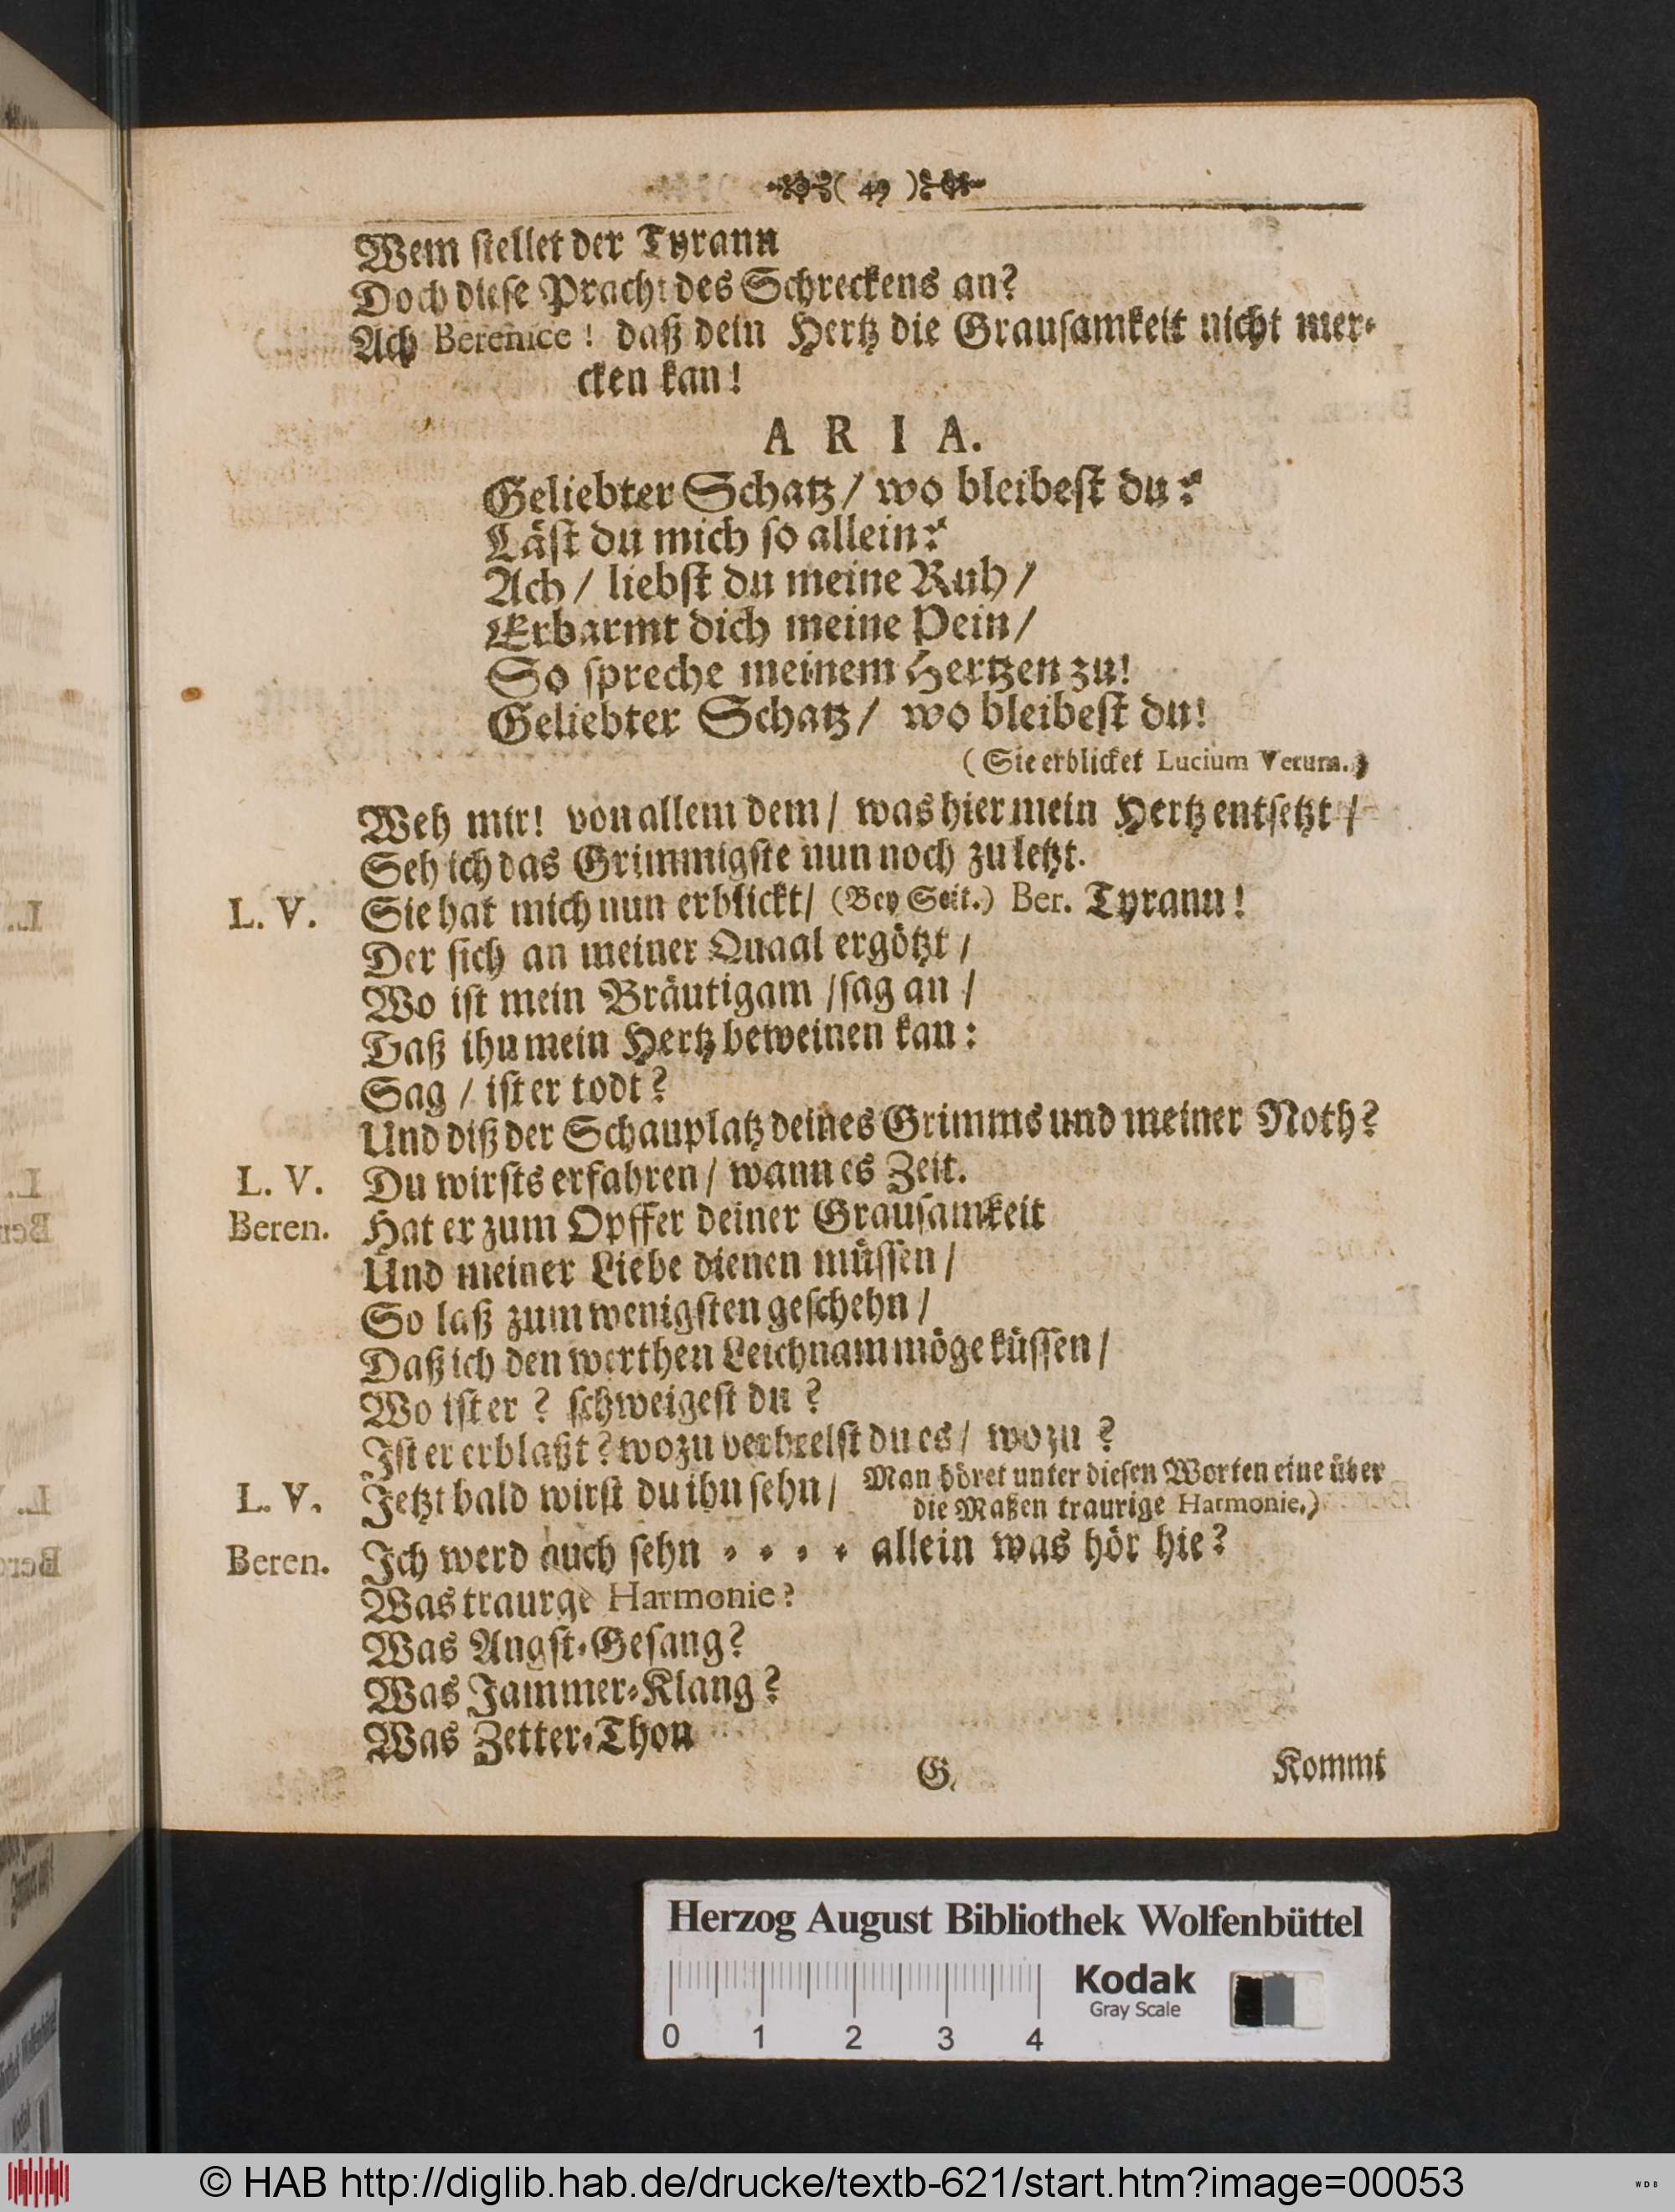 ( 49 )
Wem stellet der Tyrann
Doch diese Pracht des Schreckens an?
Ach Berenice! daß dein Hertz die Grausamkeit nicht mer-
cken kan!
ARIA.
Geliebter Schatz / wo bleibest du?
Läst du mich so allein?
Ach / liebst du meine Ruh /
Erbarmt dich meine Pein /
So spreche meinem Hertzen zu!
Geliebter Schatz / wo bleibest du!
( Sie erblicket Lucium Verum.)
Weh mir! von allem dem / was hier mein Hertz entsetzt /
Seh ich das Grimmigste nun noch zu letzt.
L. V. Sie hat mich nun erblickt / (Bey Seit.) Ber. Tyrann!
Der sich an meiner Quaal ergötzt /
Wo ist mein Bräutigam / sag an /
Daß ihn mein Hertz beweinen kan:
Sag / ist er todt?
Und diß der Schauplatz deines Grimms und meiner Noth?
L. V. Du wirsts erfahren / wann es Zeit.
Beren. Hat er zum Opffer deiner Grausamkeit
Und meiner Liebe dienen müssen /
So laß zum wenigsten geschehn /
Daß ich den werthen Leichnam möge küssen /
Wo ist er? schweigest du?
Ist er erblaßt? wozu verheelst du es / wozu?
L. V. Jetzt bald wirst du ihn sehn / Man höret unter diesen Worten eine über
die Maßen traurige Harmonie.)
Beren. Ich werd auch sehn = = = = allein was hör hie?
Was traurge Harmonie?
Was Angst-Gesang?
Was Jammer-Klang?
Was Zetter-Thon
G Kommt
Herzog August Bibliothek Wolfenbüttel
Kodak
Gray Scale
0 1 2 3 4
© HAB http://diglib.hab.de/drucke/textb-621/start.htm?image=00053
WDB